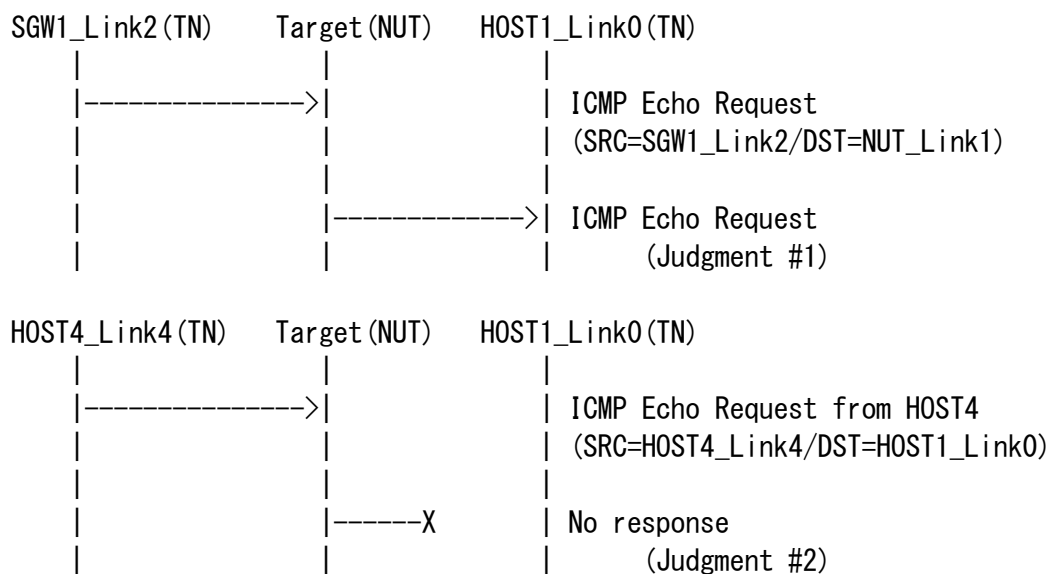 SGW1_Link2(TN) Target(NUT) HOST1_Link0(TN)
ICMP Echo Request
(SRC=SGW1_Link2/DST=NUT_Link1)
ICMP Echo Request
(Judgment #1)
HOST4_Link4(TN) Target(NUT) HOST1_Link0(TN)
ICMP Echo Request from HOST4
(SRC=HOST4_Link4/DST=HOST1_Link0)
No response
(Judgment #2)